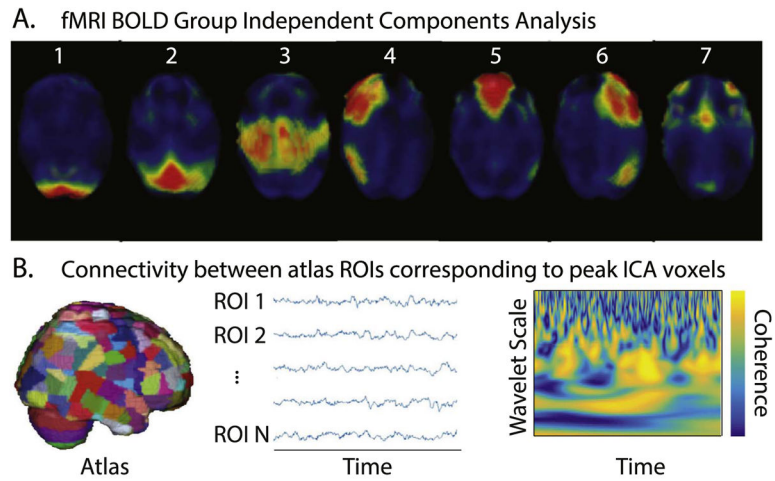 A. fMRI BOLD Group Independent Components Analysis
1 2 3 4 5 6 7
B. Connectivity between atlas ROIs corresponding to peak ICA voxels
ROI 1
ROI 2
...
ROI N
Atlas
Time
Wavelet Scale
Time
Coherence